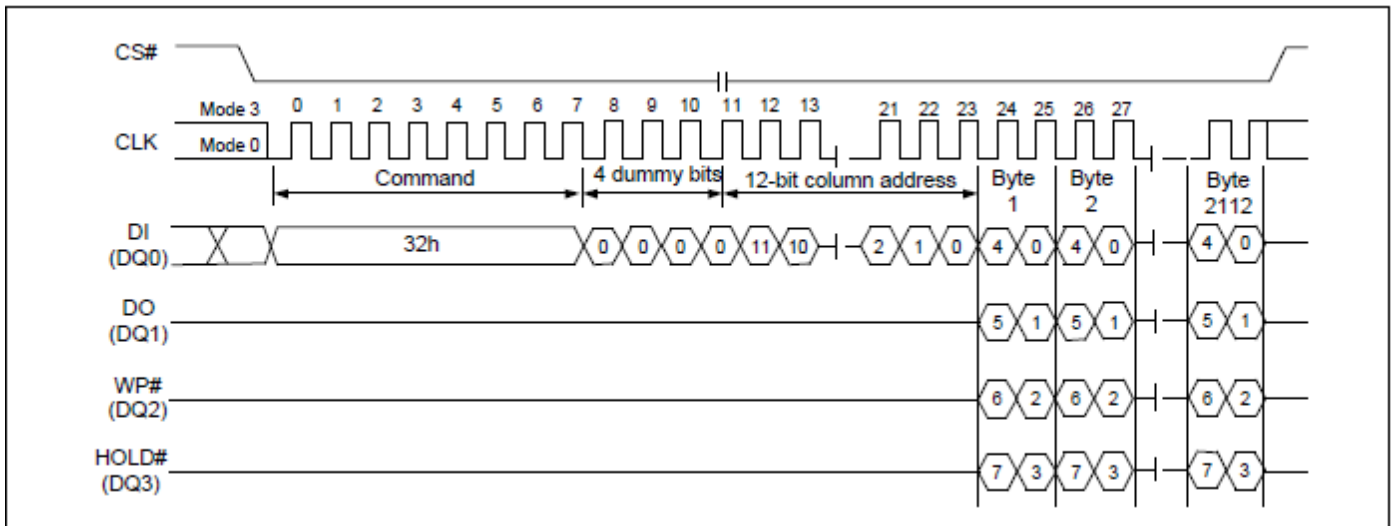 CS#
Mode 3 0 1 2 3 4 5 6 7 8 9 10 11 12 13 21 22 23 24 25 26 27
CLK
Mode 0
Command 4 dummy bits 12-bit column address Byte 1 Byte 2 Byte 2112
DI
(DQ0)
32h 0 0 0 0 11 10 2 1 0 4 0 4 0 4 0
DO
(DQ1)
5 1 5 1 5 1
WP#
(DQ2)
6 2 6 2 6 2
HOLD#
(DQ3)
7 3 7 3 7 3